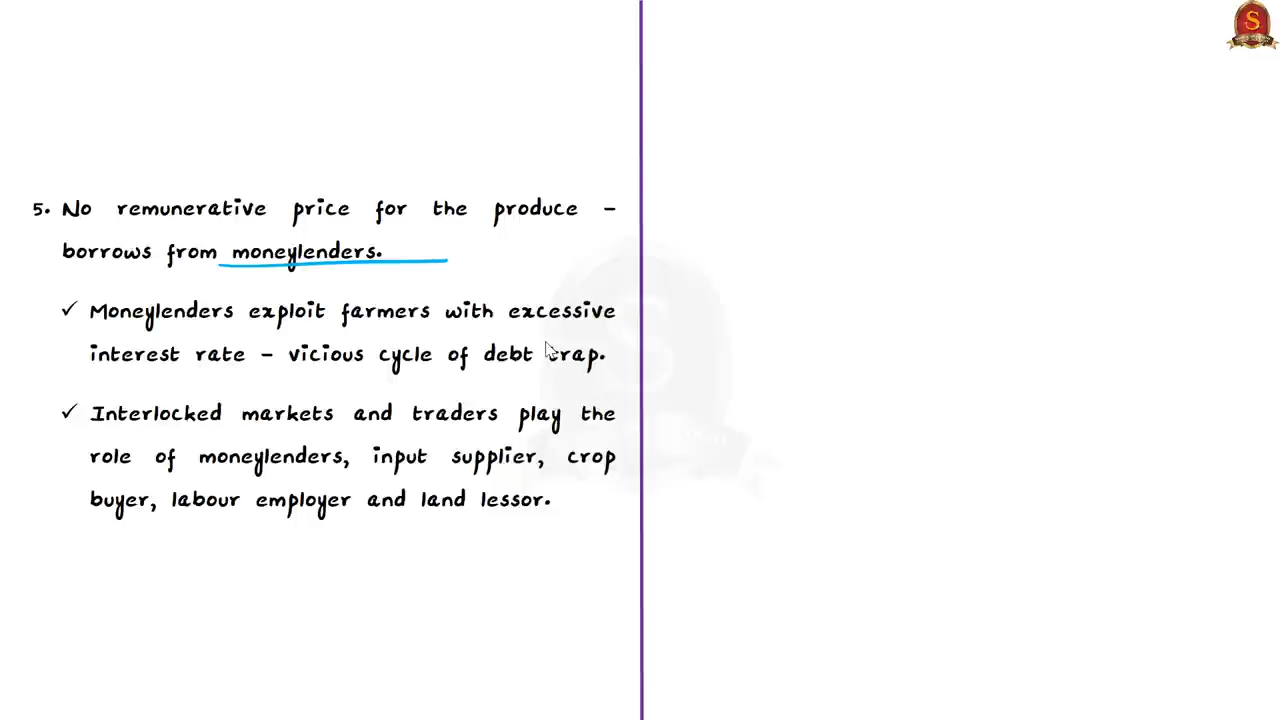 S
5. No remunerative price for the produce –
borrows from moneylenders.
✓ Moneylenders exploit farmers with excessive
interest rate – vicious cycle of debt trap.
✓ Interlocked markets and traders play the
role of moneylenders, input supplier, crop
buyer, labour employer and land lessor.